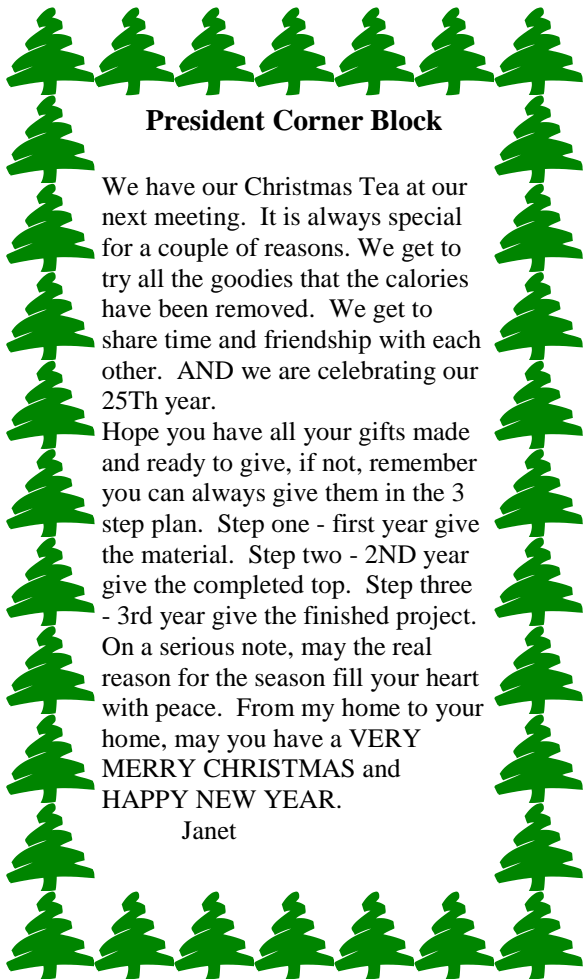 President Corner Block
We have our Christmas Tea at our
next meeting.  It is always special
for a couple of reasons. We get to
try all the goodies that the calories
have been removed.  We get to
share time and friendship with each
other.  AND we are celebrating our
25Th year.
Hope you have all your gifts made
and ready to give, if not, remember
you can always give them in the 3
step plan.  Step one - first year give
the material.  Step two - 2ND year
give the completed top.  Step three
- 3rd year give the finished project.
On a serious note, may the real
reason for the season fill your heart
with peace.  From my home to your
home, may you have a VERY
MERRY CHRISTMAS and
HAPPY NEW YEAR.
Janet